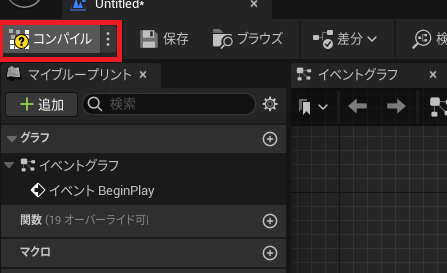 Untitled*
コンパイル
保存
ブラウズ
差分
検
マイブループリント
イベントグラフ
追加
検索
グラフ
イベントグラフ
イベント BeginPlay
関数 (19 オーバーライド可
マクロ